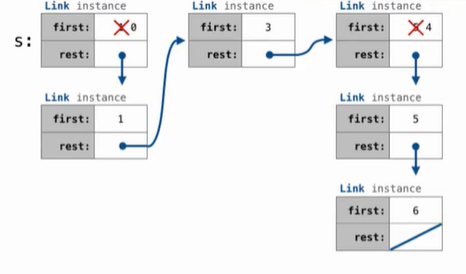 Link instance
first: 0
s:
rest:
Link instance
first: 1
rest:
Link instance
first: 3
rest:
Link instance
first: 4
rest:
Link instance
first: 5
rest:
Link instance
first: 6
rest: